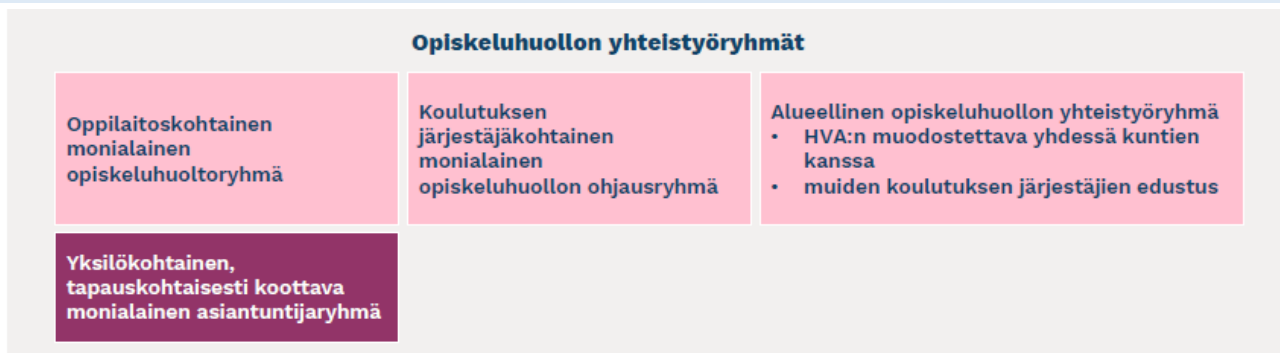 Opiskeluhuollon yhteistyöryhmät
Oppilaitoskohtainen
monialainen
opiskeluhuoltoryhmä
Koulutuksen
järjestäjäkohtainen
monialainen
opiskeluhuollon ohjausryhmä
Alueellinen opiskeluhuollon yhteistyöryhmä
• HVA:n muodostettava yhdessä kuntien
kanssa
• muiden koulutuksen järjestäjien edustus
Yksilökohtainen,
tapauskohtaisesti koottava
monialainen asiantuntijaryhmä